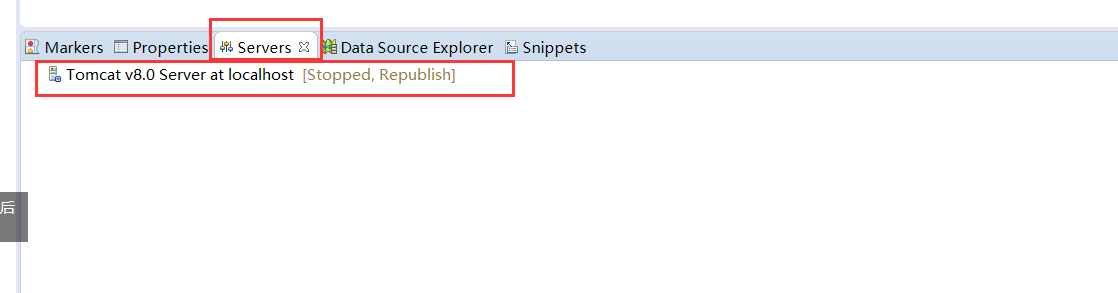 Markers Properties Servers Data Source Explorer Snippets
Tomcat v8.0 Server at localhost [Stopped, Republish]
后